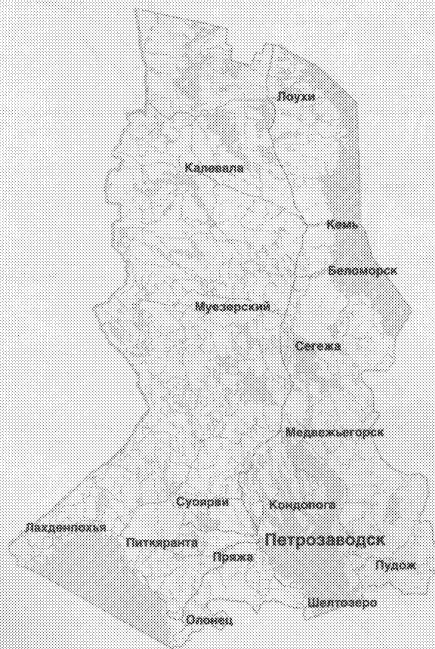 Лоухи
Калевала
Кемь
Беломорск
Муезерский
Сегежа
Медвежьегорск
Суоярви
Кондопога
Лахденпохья
Питкяранта
Петрозаводск
Пряжа
Пудож
Шелтозеро
Олонец